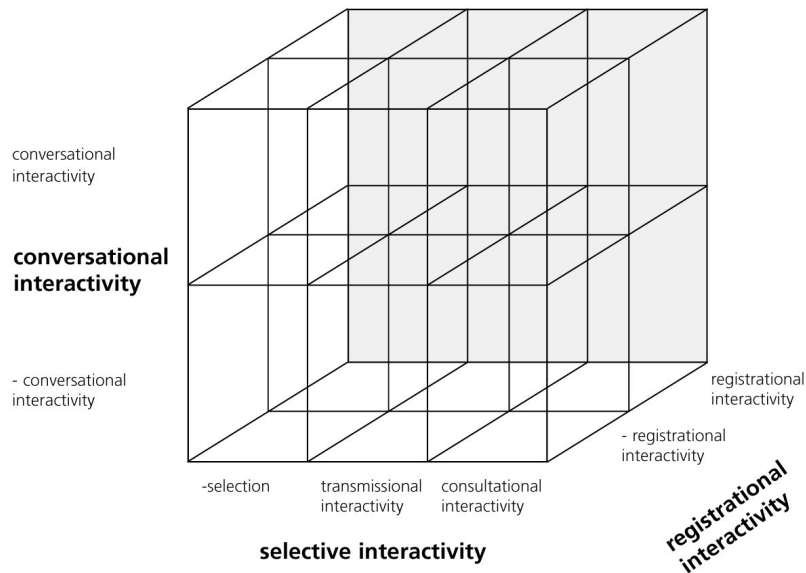 conversational
interactivity
conversational
interactivity
- conversational
interactivity
registrational
interactivity
- registrational
interactivity
-selection
transmissional
interactivity
consultational
interactivity
selective interactivity
registrational
interactivity